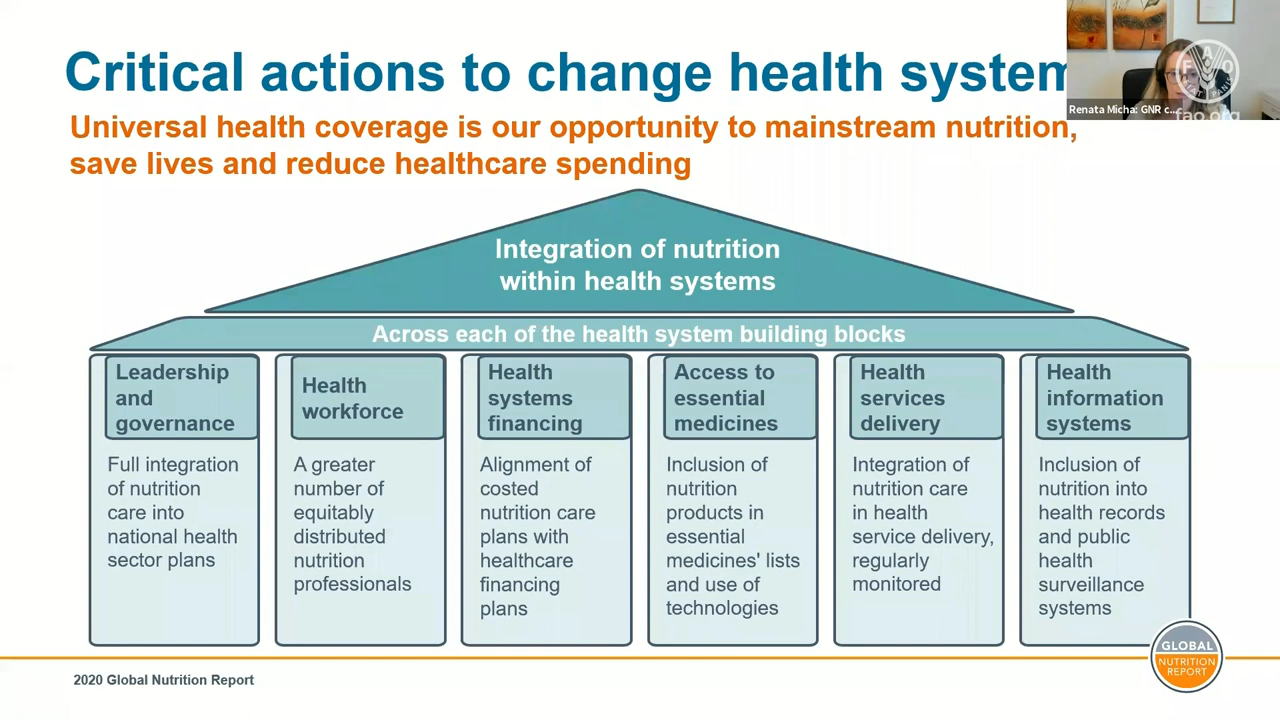 Critical actions to change health system
Renata Micha: GNR c...
FAO
fao.org
Universal health coverage is our opportunity to mainstream nutrition,
save lives and reduce healthcare spending
Integration of nutrition
within health systems
Across each of the health system building blocks
Leadership
and
governance
Full integration
of nutrition
care into
national health
sector plans
Health
workforce
A greater
number of
equitably
distributed
nutrition
professionals
Health
systems
financing
Alignment of
costed
nutrition care
plans with
healthcare
financing
plans
Access to
essential
medicines
Inclusion of
nutrition
products in
essential
medicines' lists
and use of
technologies
Health
services
delivery
Integration of
nutrition care
in health
service delivery,
regularly
monitored
Health
information
systems
Inclusion of
nutrition into
health records
and public
health
surveillance
systems
2020 Global Nutrition Report
GLOBAL
NUTRITION
REPORT